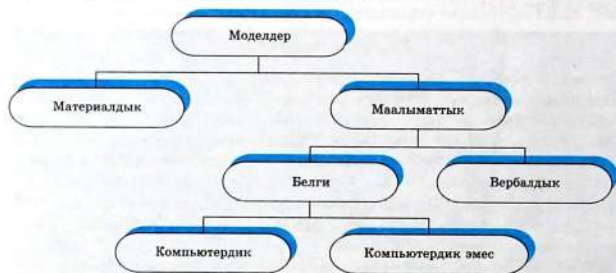 Моделдер
Материалдык
Маалыматтык
Белги
Вербалдык
Компьютердик
Компьютердик эмес